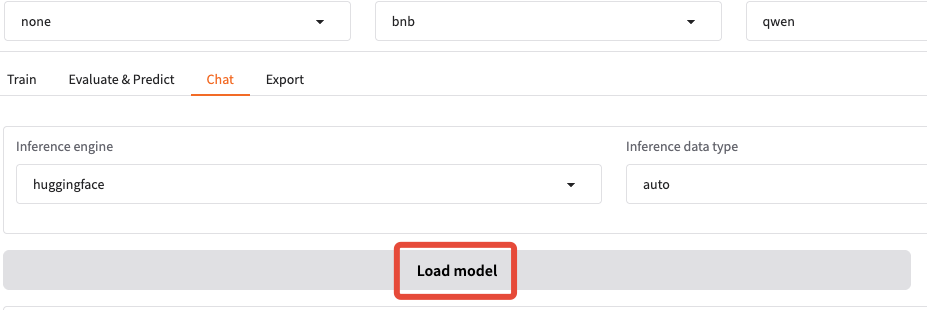 none bnb qwen
Train Evaluate & Predict Chat Export
Inference engine Inference data type
huggingface auto
Load model